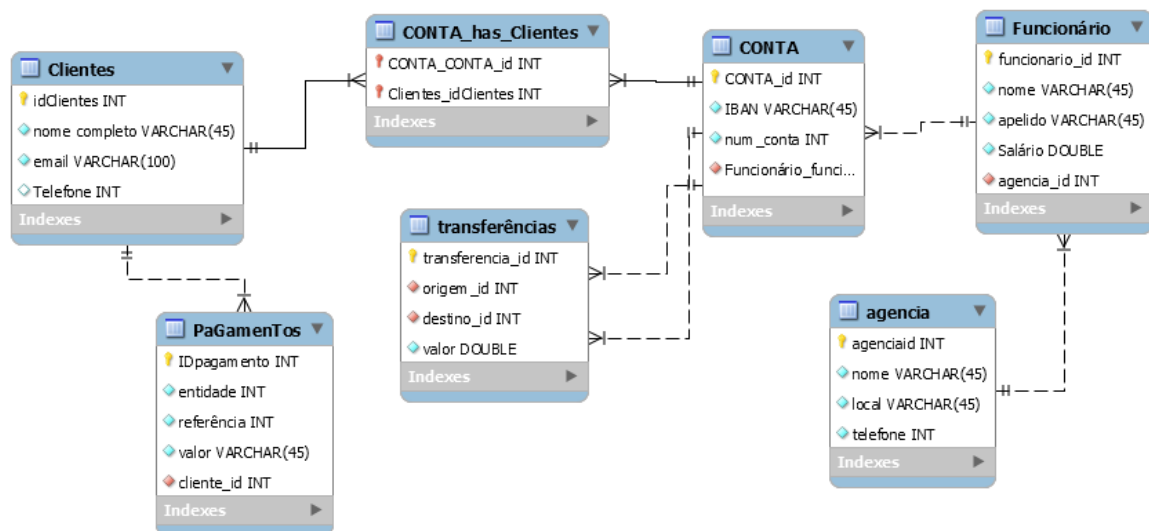 Clientes
idClientes INT
nome completo VARCHAR(45)
email VARCHAR(100)
Telefone INT
Indexes
CONTA_has_Clientes
CONTA_CONTA_id INT
Clientes_idClientes INT
Indexes
CONTA
CONTA_id INT
IBAN VARCHAR(45)
num_conta INT
Funcionário_funci...
Indexes
Funcionário
funcionario_id INT
nome VARCHAR(45)
apelido VARCHAR(45)
Salário DOUBLE
agencia_id INT
Indexes
transferências
transferencia_id INT
origem_id INT
destino_id INT
valor DOUBLE
Indexes
PaGamenTos
IDpagamento INT
entidade INT
referência INT
valor VARCHAR(45)
cliente_id INT
Indexes
agencia
agenciaid INT
nome VARCHAR(45)
local VARCHAR(45)
telefone INT
Indexes